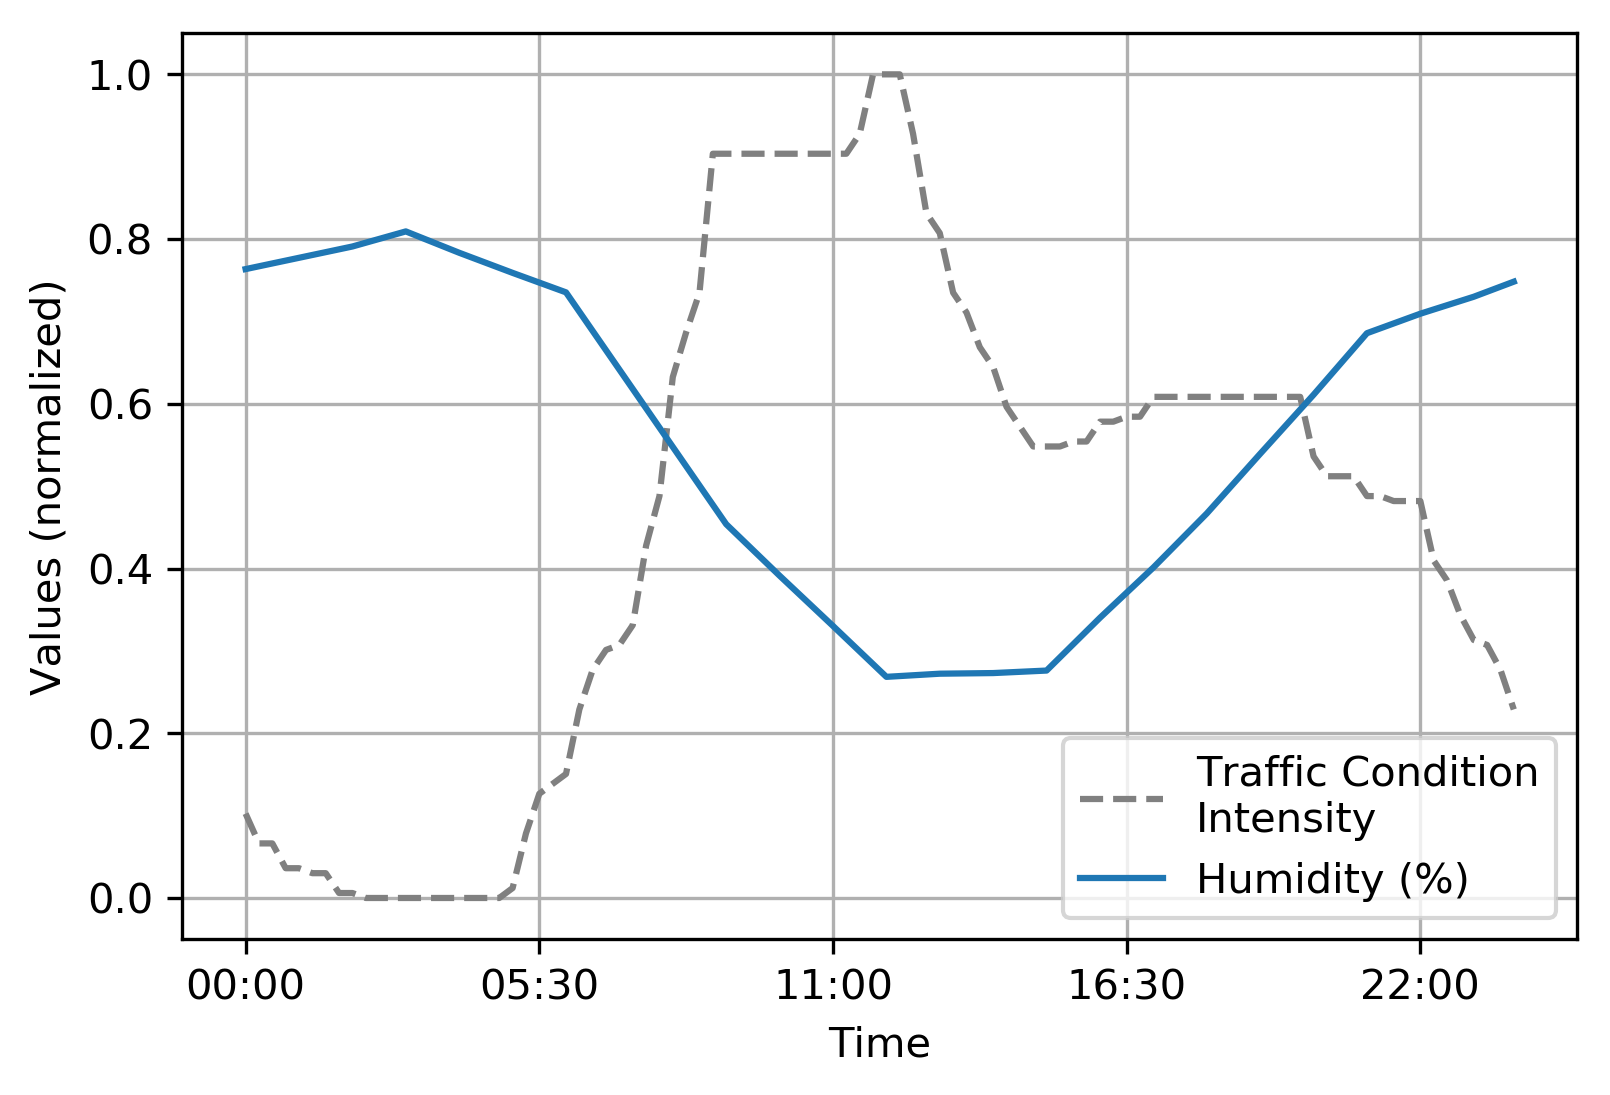 1.0
0.8
0.6
0.4
0.2
0.0
Values (normalized)
00:00 05:30 11:00 16:30 22:00
Time
Traffic Condition
Intensity
Humidity (%)